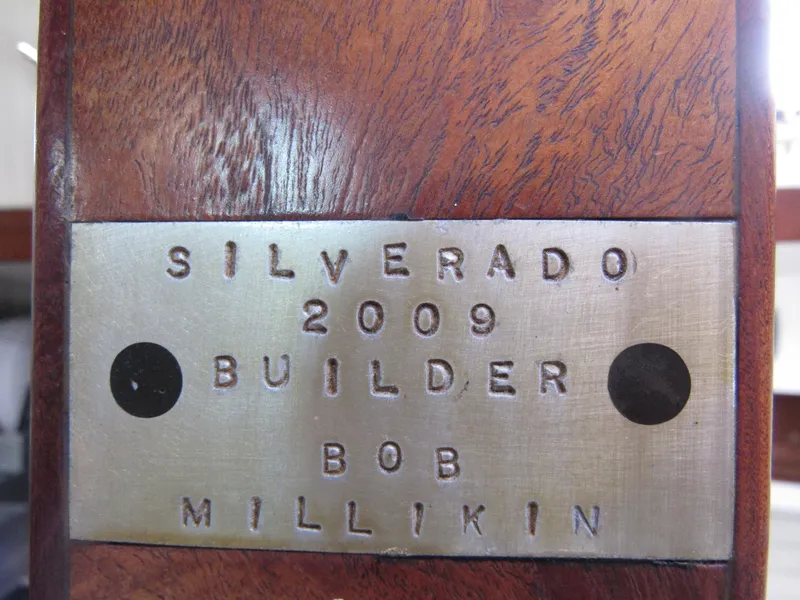 SILVERADO
2009
BUILDER
BOB
MILLIKIN